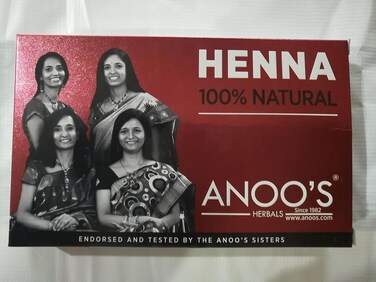 HENNA
100% NATURAL
ANOO'S®
HERBALS Since 1982
www.anoos.com
ENDORSED AND TESTED BY THE ANOO'S SISTERS